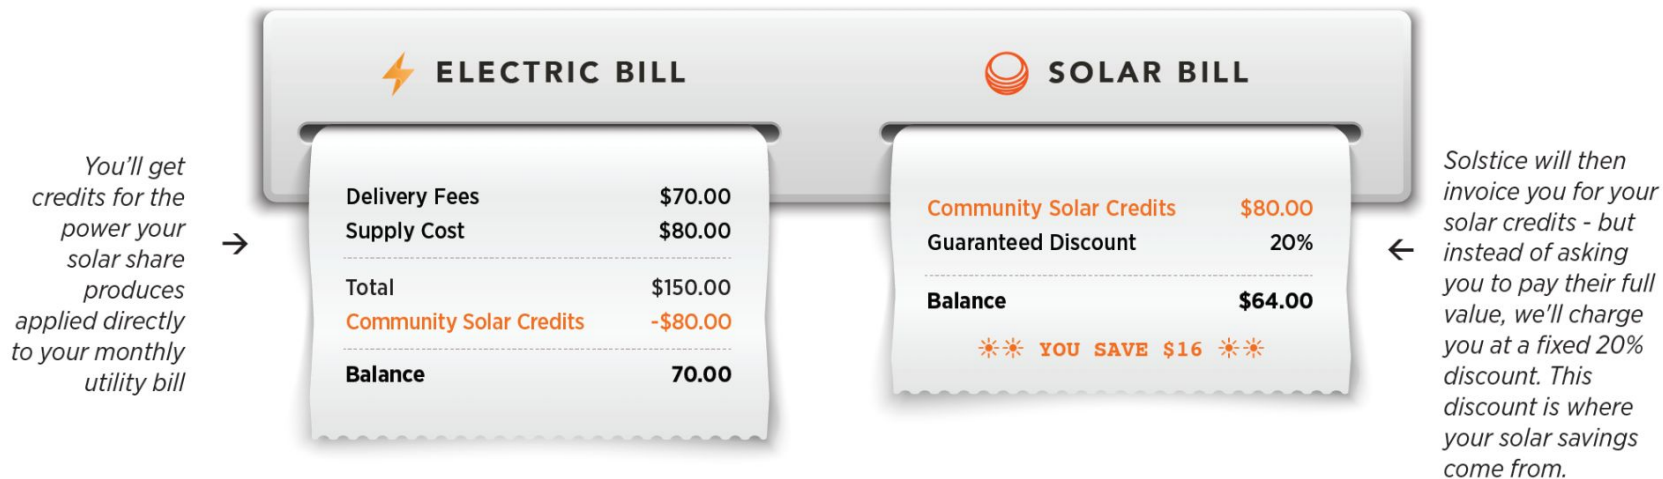 ELECTRIC BILL
SOLAR BILL
You'll get
credits for the
power your
solar share
produces
applied directly
to your monthly
utility bill
→
Delivery Fees $70.00
Supply Cost $80.00
Total $150.00
Community Solar Credits -$80.00
Balance 70.00
Community Solar Credits $80.00
Guaranteed Discount 20%
Balance $64.00
☀☀ YOU SAVE $16 ☀☀
←
Solstice will then
invoice you for your
solar credits - but
instead of asking
you to pay their full
value, we'll charge
you at a fixed 20%
discount. This
discount is where
your solar savings
come from.